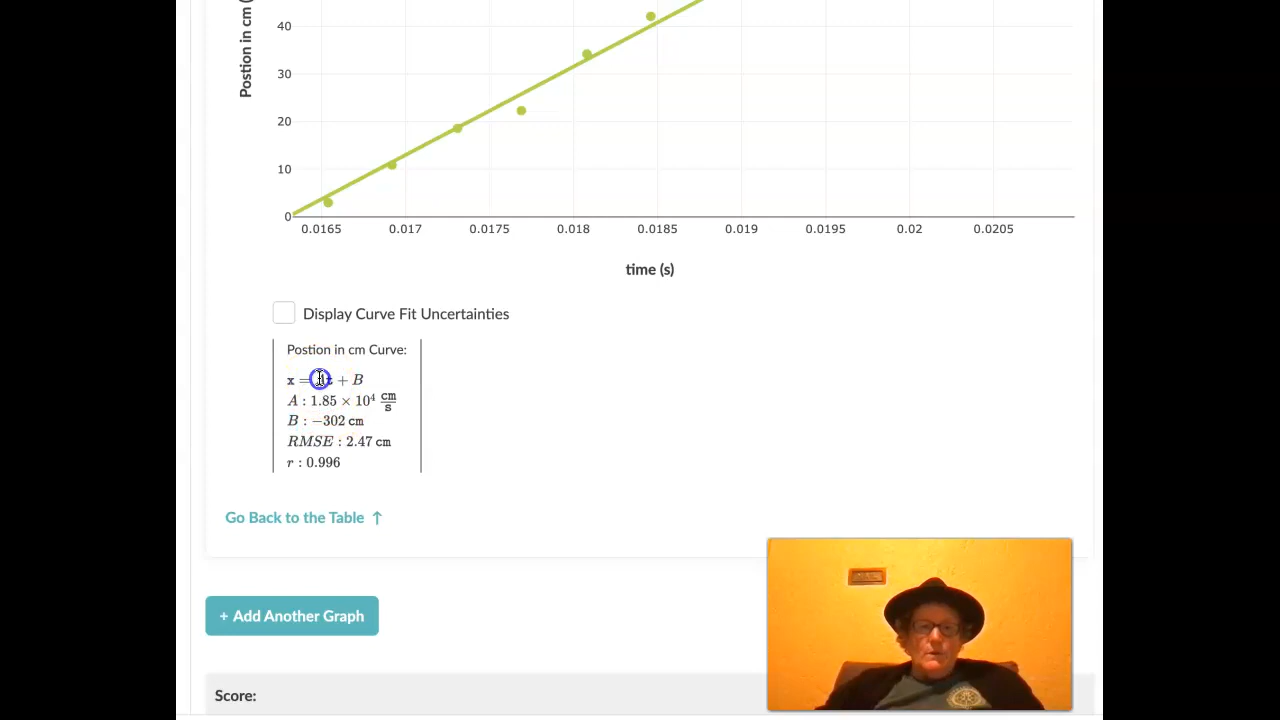 Postion in cm (
40
30
20
10
0
0.0165 0.017 0.0175 0.018 0.0185 0.019 0.0195 0.02 0.0205
time (s)
Display Curve Fit Uncertainties
Postion in cm Curve:
x = At + B
A : 1.85 × 10⁴ cm/s
B : −302 cm
RMSE : 2.47 cm
r : 0.996
Go Back to the Table ↑
+ Add Another Graph
Score: